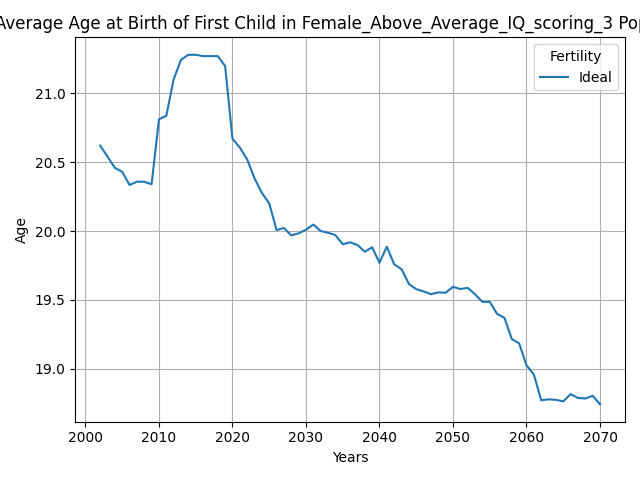 Average Age at Birth of First Child in Female_Above_Average_IQ_scoring_3
Fertility
Ideal
Age
21.0
20.5
20.0
19.5
19.0
2000 2010 2020 2030 2040 2050 2060 2070
Years